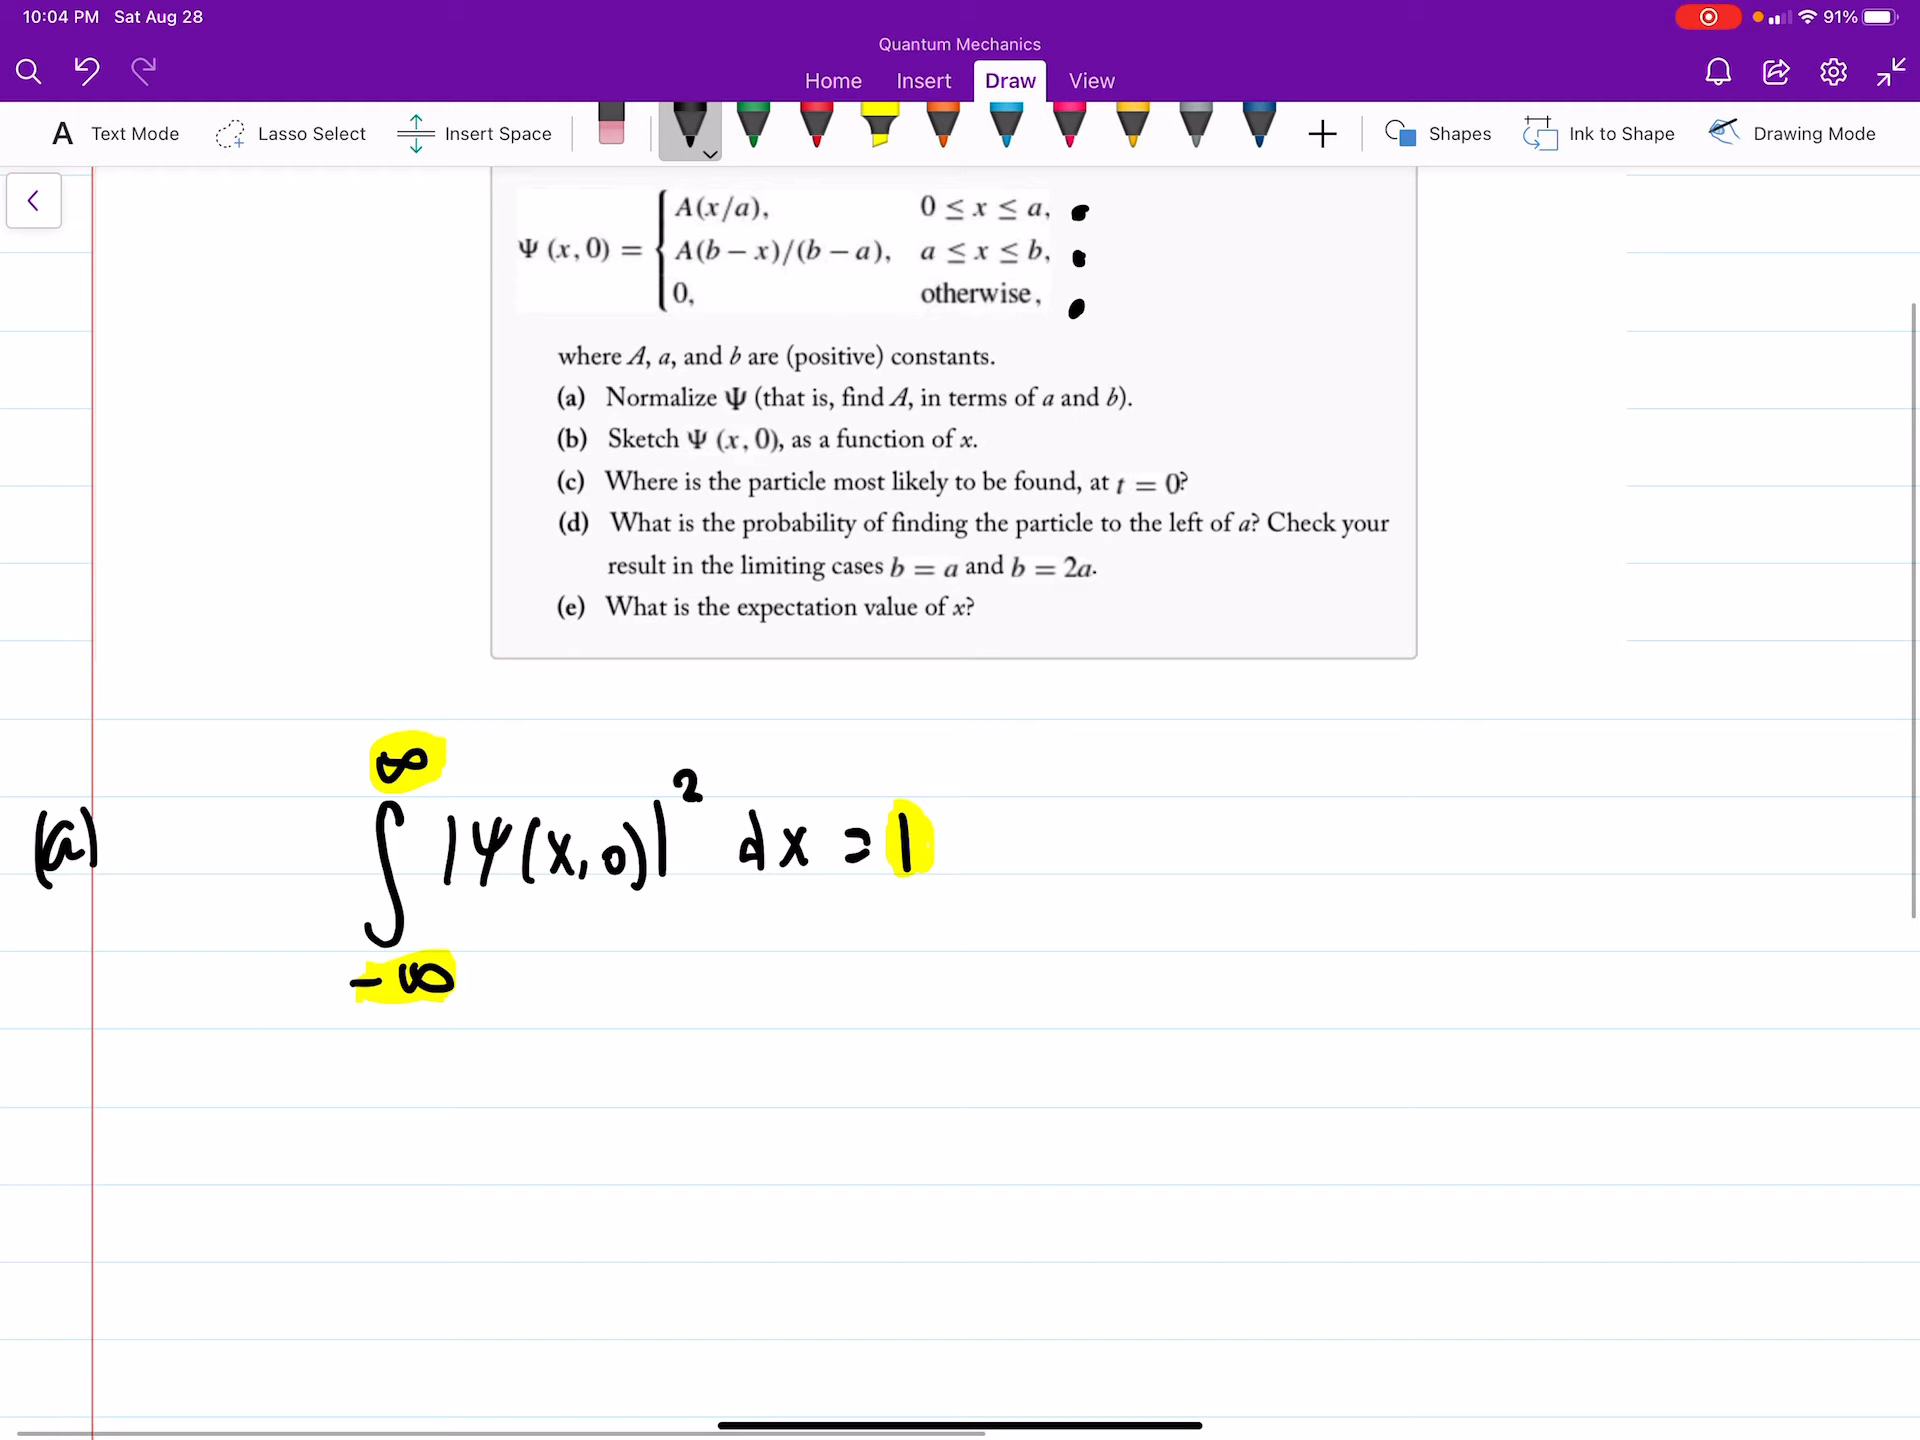 10:04 PM Sat Aug 28
91%
Quantum Mechanics
Home Insert Draw View
A Text Mode Lasso Select Insert Space Shapes Ink to Shape Drawing Mode
Ψ (x, 0) = { A(x/a), 0 ≤ x ≤ a,
A(b − x)/(b − a), a ≤ x ≤ b,
0, otherwise,
where A, a, and b are (positive) constants.
(a) Normalize Ψ (that is, find A, in terms of a and b).
(b) Sketch Ψ (x, 0), as a function of x.
(c) Where is the particle most likely to be found, at t = 0?
(d) What is the probability of finding the particle to the left of a? Check your
result in the limiting cases b = a and b = 2a.
(e) What is the expectation value of x?
∞
(a) ∫ |Ψ(x,0)|² dx = 1
-∞